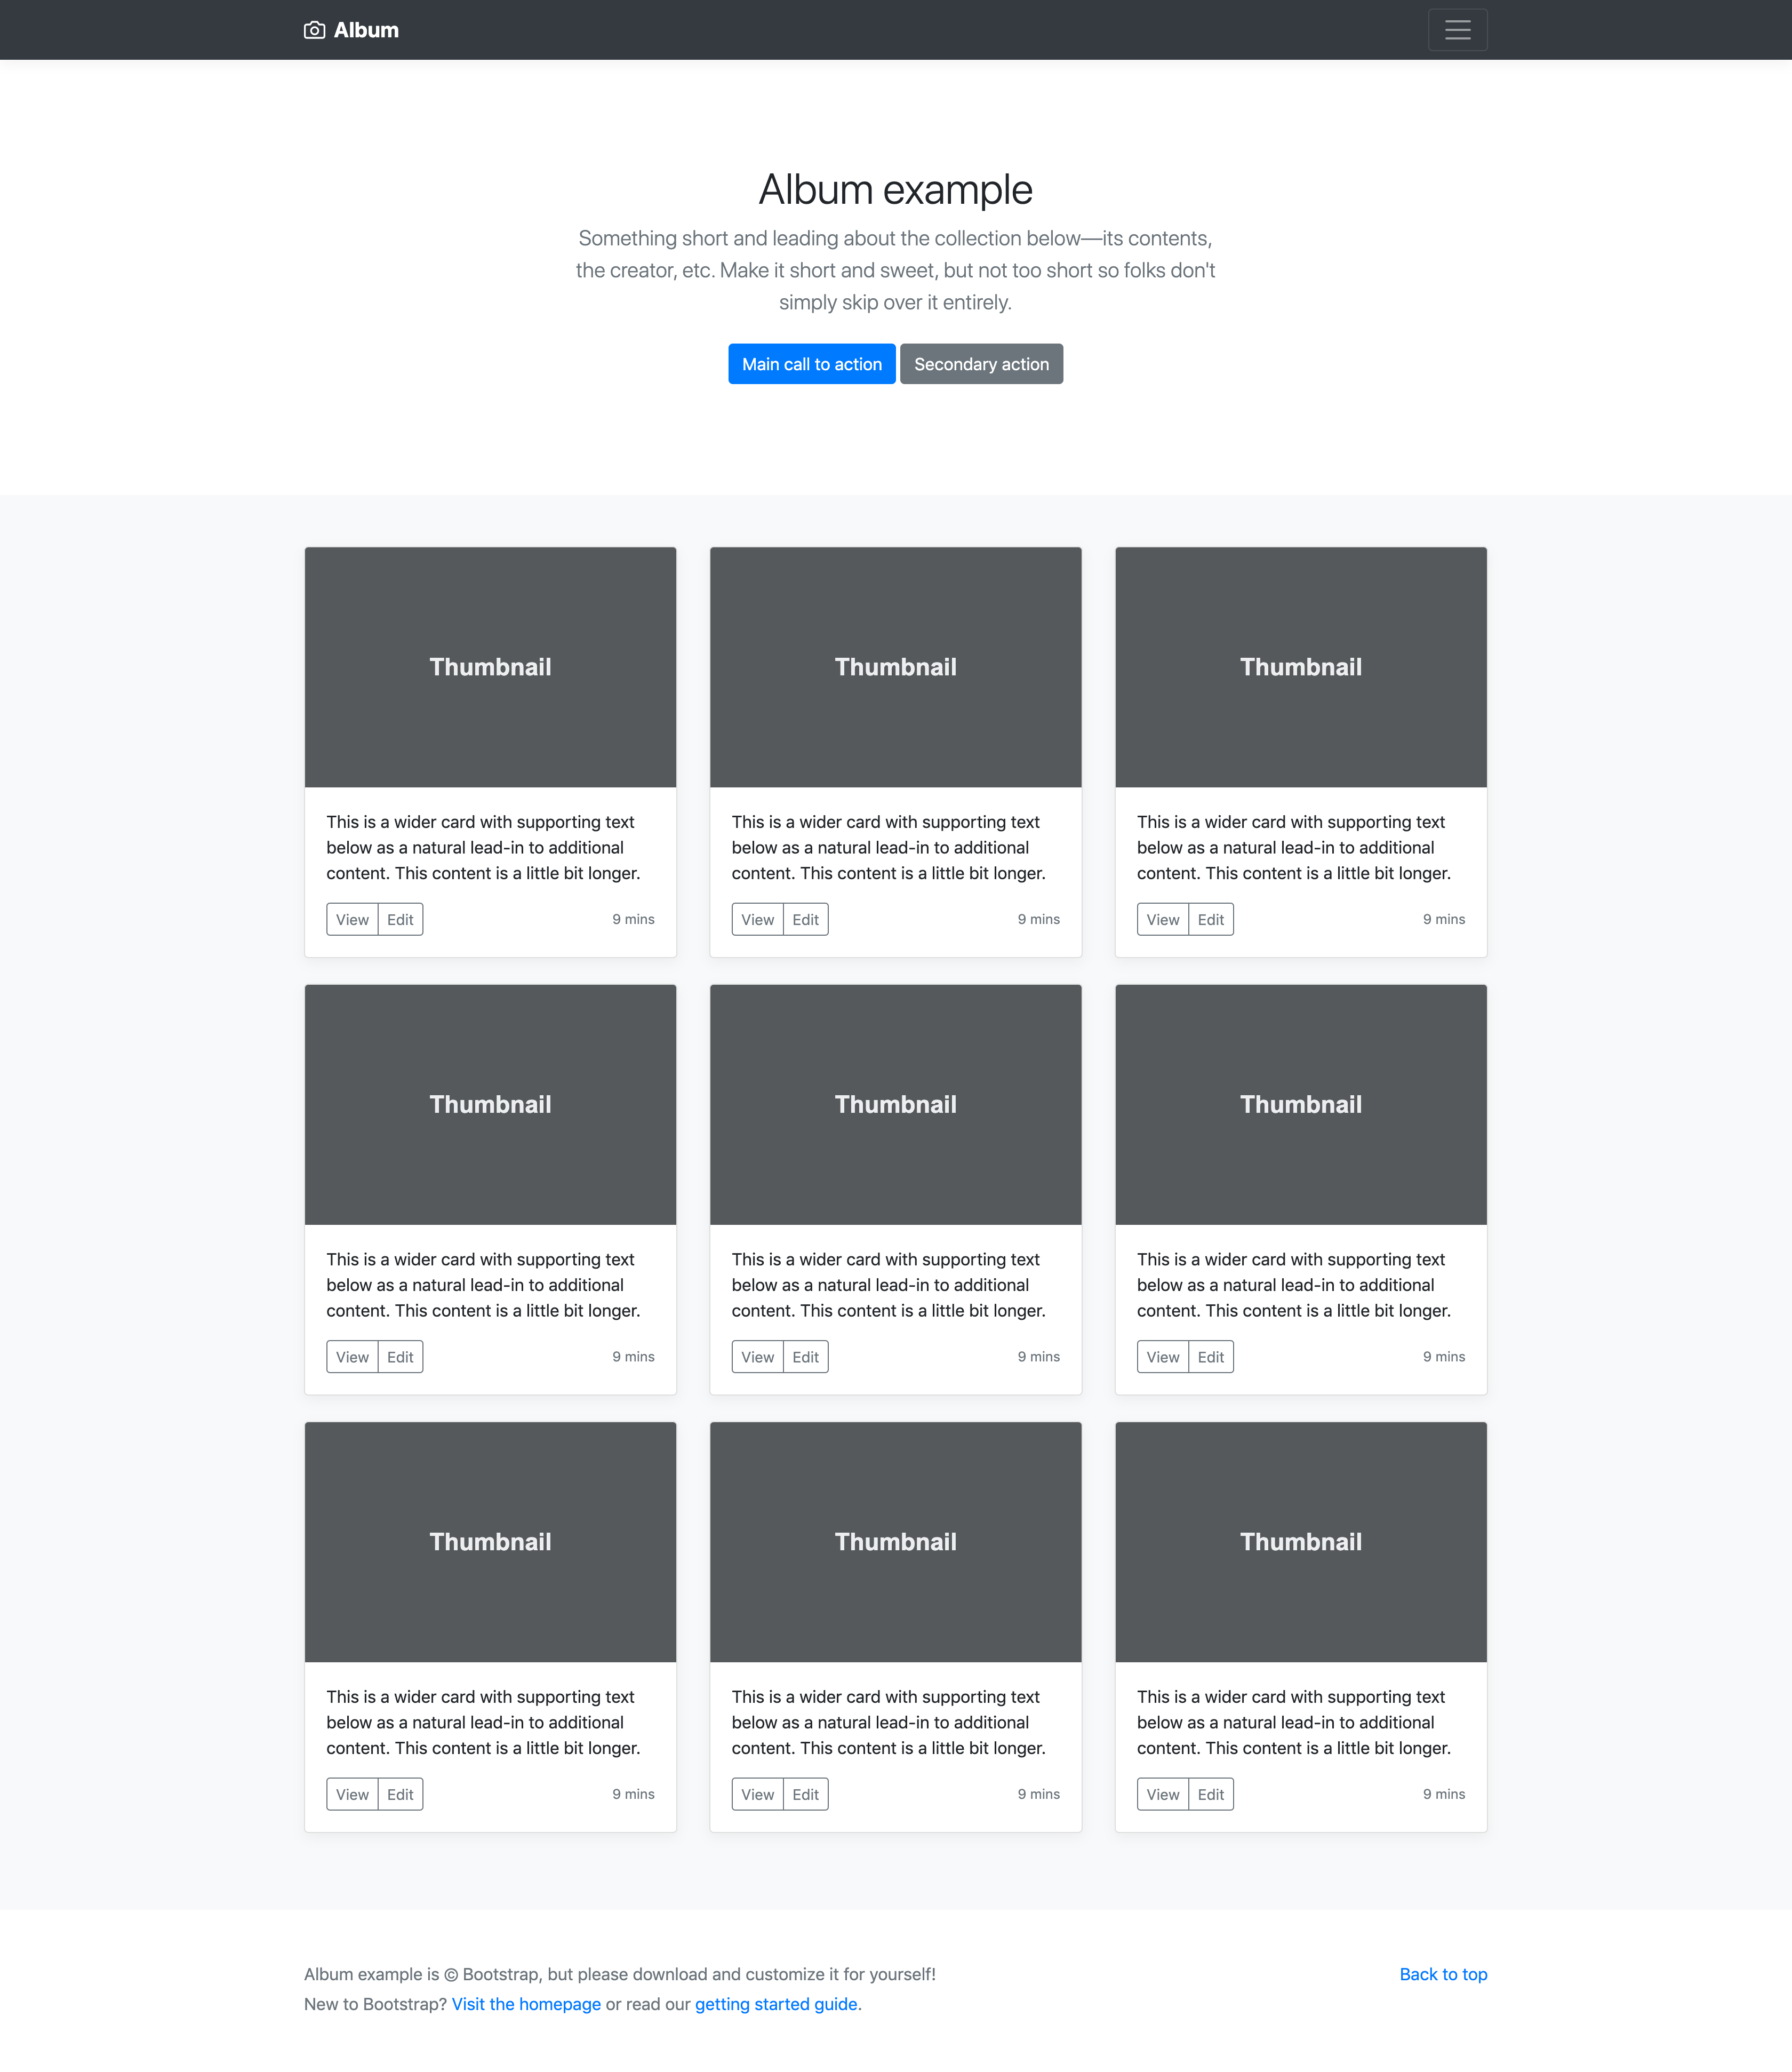 Album
Album example
Something short and leading about the collection below—its contents,
the creator, etc. Make it short and sweet, but not too short so folks don't
simply skip over it entirely.
Main call to action Secondary action
Thumbnail
This is a wider card with supporting text
below as a natural lead-in to additional
content. This content is a little bit longer.
View Edit 9 mins
Thumbnail
This is a wider card with supporting text
below as a natural lead-in to additional
content. This content is a little bit longer.
View Edit 9 mins
Thumbnail
This is a wider card with supporting text
below as a natural lead-in to additional
content. This content is a little bit longer.
View Edit 9 mins
Thumbnail
This is a wider card with supporting text
below as a natural lead-in to additional
content. This content is a little bit longer.
View Edit 9 mins
Thumbnail
This is a wider card with supporting text
below as a natural lead-in to additional
content. This content is a little bit longer.
View Edit 9 mins
Thumbnail
This is a wider card with supporting text
below as a natural lead-in to additional
content. This content is a little bit longer.
View Edit 9 mins
Thumbnail
This is a wider card with supporting text
below as a natural lead-in to additional
content. This content is a little bit longer.
View Edit 9 mins
Thumbnail
This is a wider card with supporting text
below as a natural lead-in to additional
content. This content is a little bit longer.
View Edit 9 mins
Thumbnail
This is a wider card with supporting text
below as a natural lead-in to additional
content. This content is a little bit longer.
View Edit 9 mins
Album example is © Bootstrap, but please download and customize it for yourself! Back to top
New to Bootstrap? Visit the homepage or read our getting started guide.